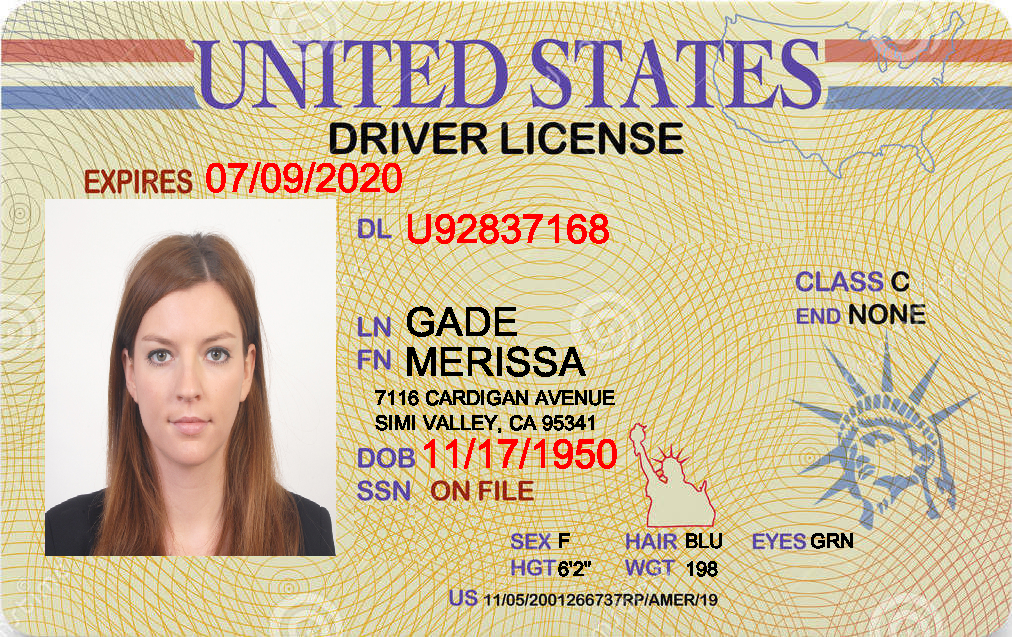 UNITED STATES
DRIVER LICENSE
EXPIRES 07/09/2020
DL U92837168
CLASS C
END NONE
LN GADE
FN MERISSA
7116 CARDIGAN AVENUE
SIMI VALLEY, CA 95341
DOB 11/17/1950
SSN ON FILE
SEX F HAIR BLU EYES GRN
HGT 6'2" WGT 198
US 11/05/2001266737RP/AMER/19